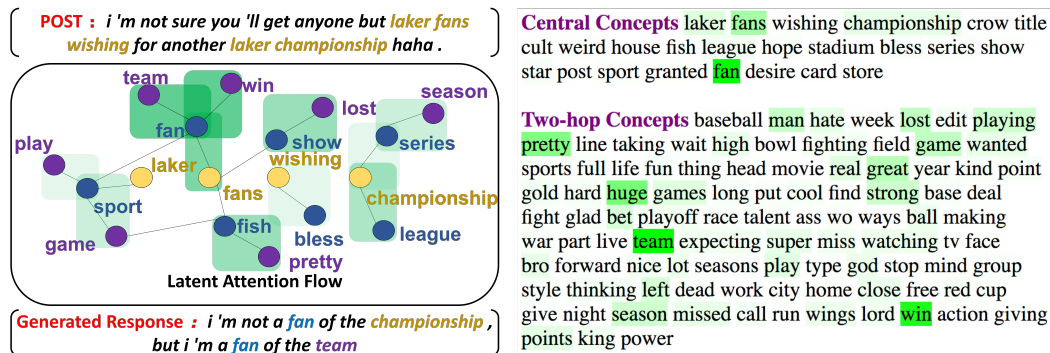 POST : i 'm not sure you 'll get anyone but laker fans
wishing for another laker championship haha .
team
win
lost
season
fan
show
series
play
laker
wishing
fans
championship
sport
fish
bless
league
game
pretty
Latent Attention Flow
Generated Response : i 'm not a fan of the championship ,
but i 'm a fan of the team
Central Concepts laker fans wishing championship crow title
cult weird house fish league hope stadium bless series show
star post sport granted fan desire card store
Two-hop Concepts baseball man hate week lost edit playing
pretty line taking wait high bowl fighting field game wanted
sports full life fun thing head movie real great year kind point
gold hard huge games long put cool find strong base deal
fight glad bet playoff race talent ass wo ways ball making
war part live team expecting super miss watching tv face
bro forward nice lot seasons play type god stop mind group
style thinking left dead work city home close free red cup
give night season missed call run wings lord win action giving
points king power